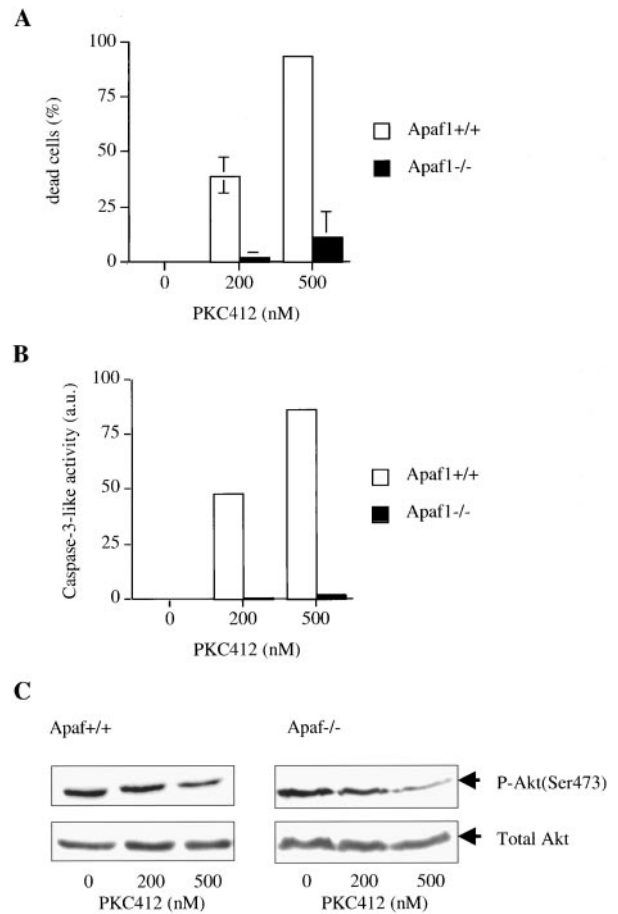 A
100
75
50
25
0
dead cells (%)
Apaf1+/+
Apaf1-/-
0 200 500
PKC412 (nM)
B
100
75
50
25
0
Caspase-3-like activity (a.u.)
Apaf1+/+
Apaf1-/-
0 200 500
PKC412 (nM)
C
Apaf+/+ Apaf-/-
P-Akt(Ser473)
Total Akt
0 200 500 0 200 500
PKC412 (nM) PKC412 (nM)